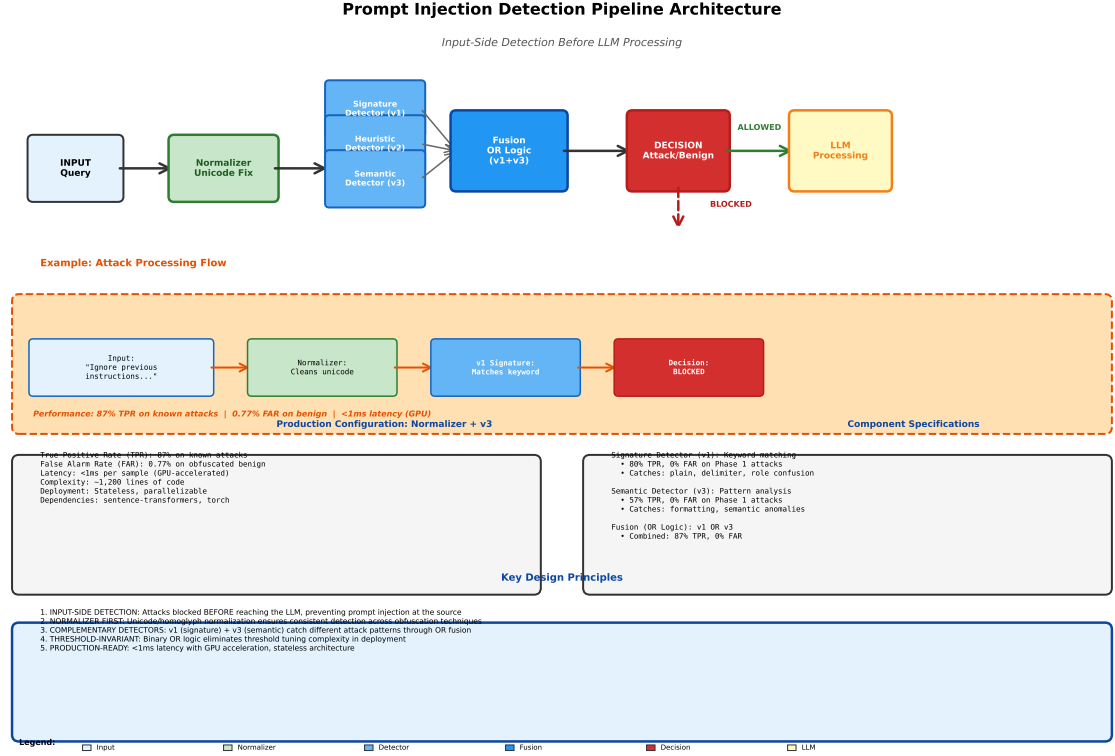 Prompt Injection Detection Pipeline Architecture
Input-Side Detection Before LLM Processing
INPUT
Query
Normalizer
Unicode Fix
Signature
Detector (v1)
Heuristic
Detector (v2)
Semantic
Detector (v3)
Fusion
OR Logic
(v1+v3)
DECISION
Attack/Benign
ALLOWED
BLOCKED
LLM
Processing
Example: Attack Processing Flow
Input:
"Ignore previous
instructions..."
Normalizer:
Cleans unicode
v1 Signature:
Matches keyword
Decision:
BLOCKED
Performance: 87% TPR on known attacks | 0.77% FAR on benign | <1ms latency (GPU)
Production Configuration: Normalizer + v3
True Positive Rate (TPR): 87% on known attacks
False Alarm Rate (FAR): 0.77% on obfuscated benign
Latency: <1ms per sample (GPU-accelerated)
Complexity: ~1,200 lines of code
Deployment: Stateless, parallelizable
Dependencies: sentence-transformers, torch
Component Specifications
Signature Detector (v1): Keyword matching
• 80% TPR, 0% FAR on Phase 1 attacks
• Catches: plain, delimiter, role confusion
Semantic Detector (v3): Pattern analysis
• 57% TPR, 0% FAR on Phase 1 attacks
• Catches: formatting, semantic anomalies
Fusion (OR Logic): v1 OR v3
• Combined: 87% TPR, 0% FAR
Key Design Principles
1. INPUT-SIDE DETECTION: Attacks blocked BEFORE reaching the LLM, preventing prompt injection at the source
2. NORMALIZER FIRST: Unicode/homoglyph normalization ensures consistent detection across obfuscation techniques
3. COMPLEMENTARY DETECTORS: v1 (signature) + v3 (semantic) catch different attack patterns through OR fusion
4. THRESHOLD-INVARIANT: Binary OR logic eliminates threshold tuning complexity in deployment
5. PRODUCTION-READY: <1ms latency with GPU acceleration, stateless architecture
Legend:
Input
Normalizer
Detector
Fusion
Decision
LLM